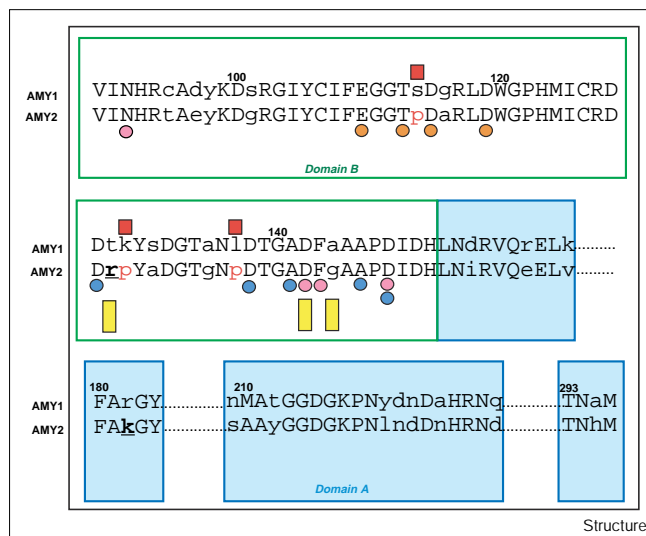 100 120
AMY1 VINHRcAdyKDsRGIYCIFEGGTsDgRLDWGPHMICRD
AMY2 VINHRtAeyKDgRGIYCIFEGGTpDaRLDWGPHMICRD
Domain B
140
AMY1 DtkYsDGTaNlDTGADFaAAPDIDHLNdRVQrELk..........
AMY2 DrpYaDGTgNpDTGADFgAAPDIDHLNiRVQeELv..........
180 210 293
AMY1 FArGY.................nMAtGGDGKPNydnDaHRNq...............TNaM
AMY2 FAkGY.................sAAyGGDGKPNlndDnHRNd...............TNhM
Domain A
Structure